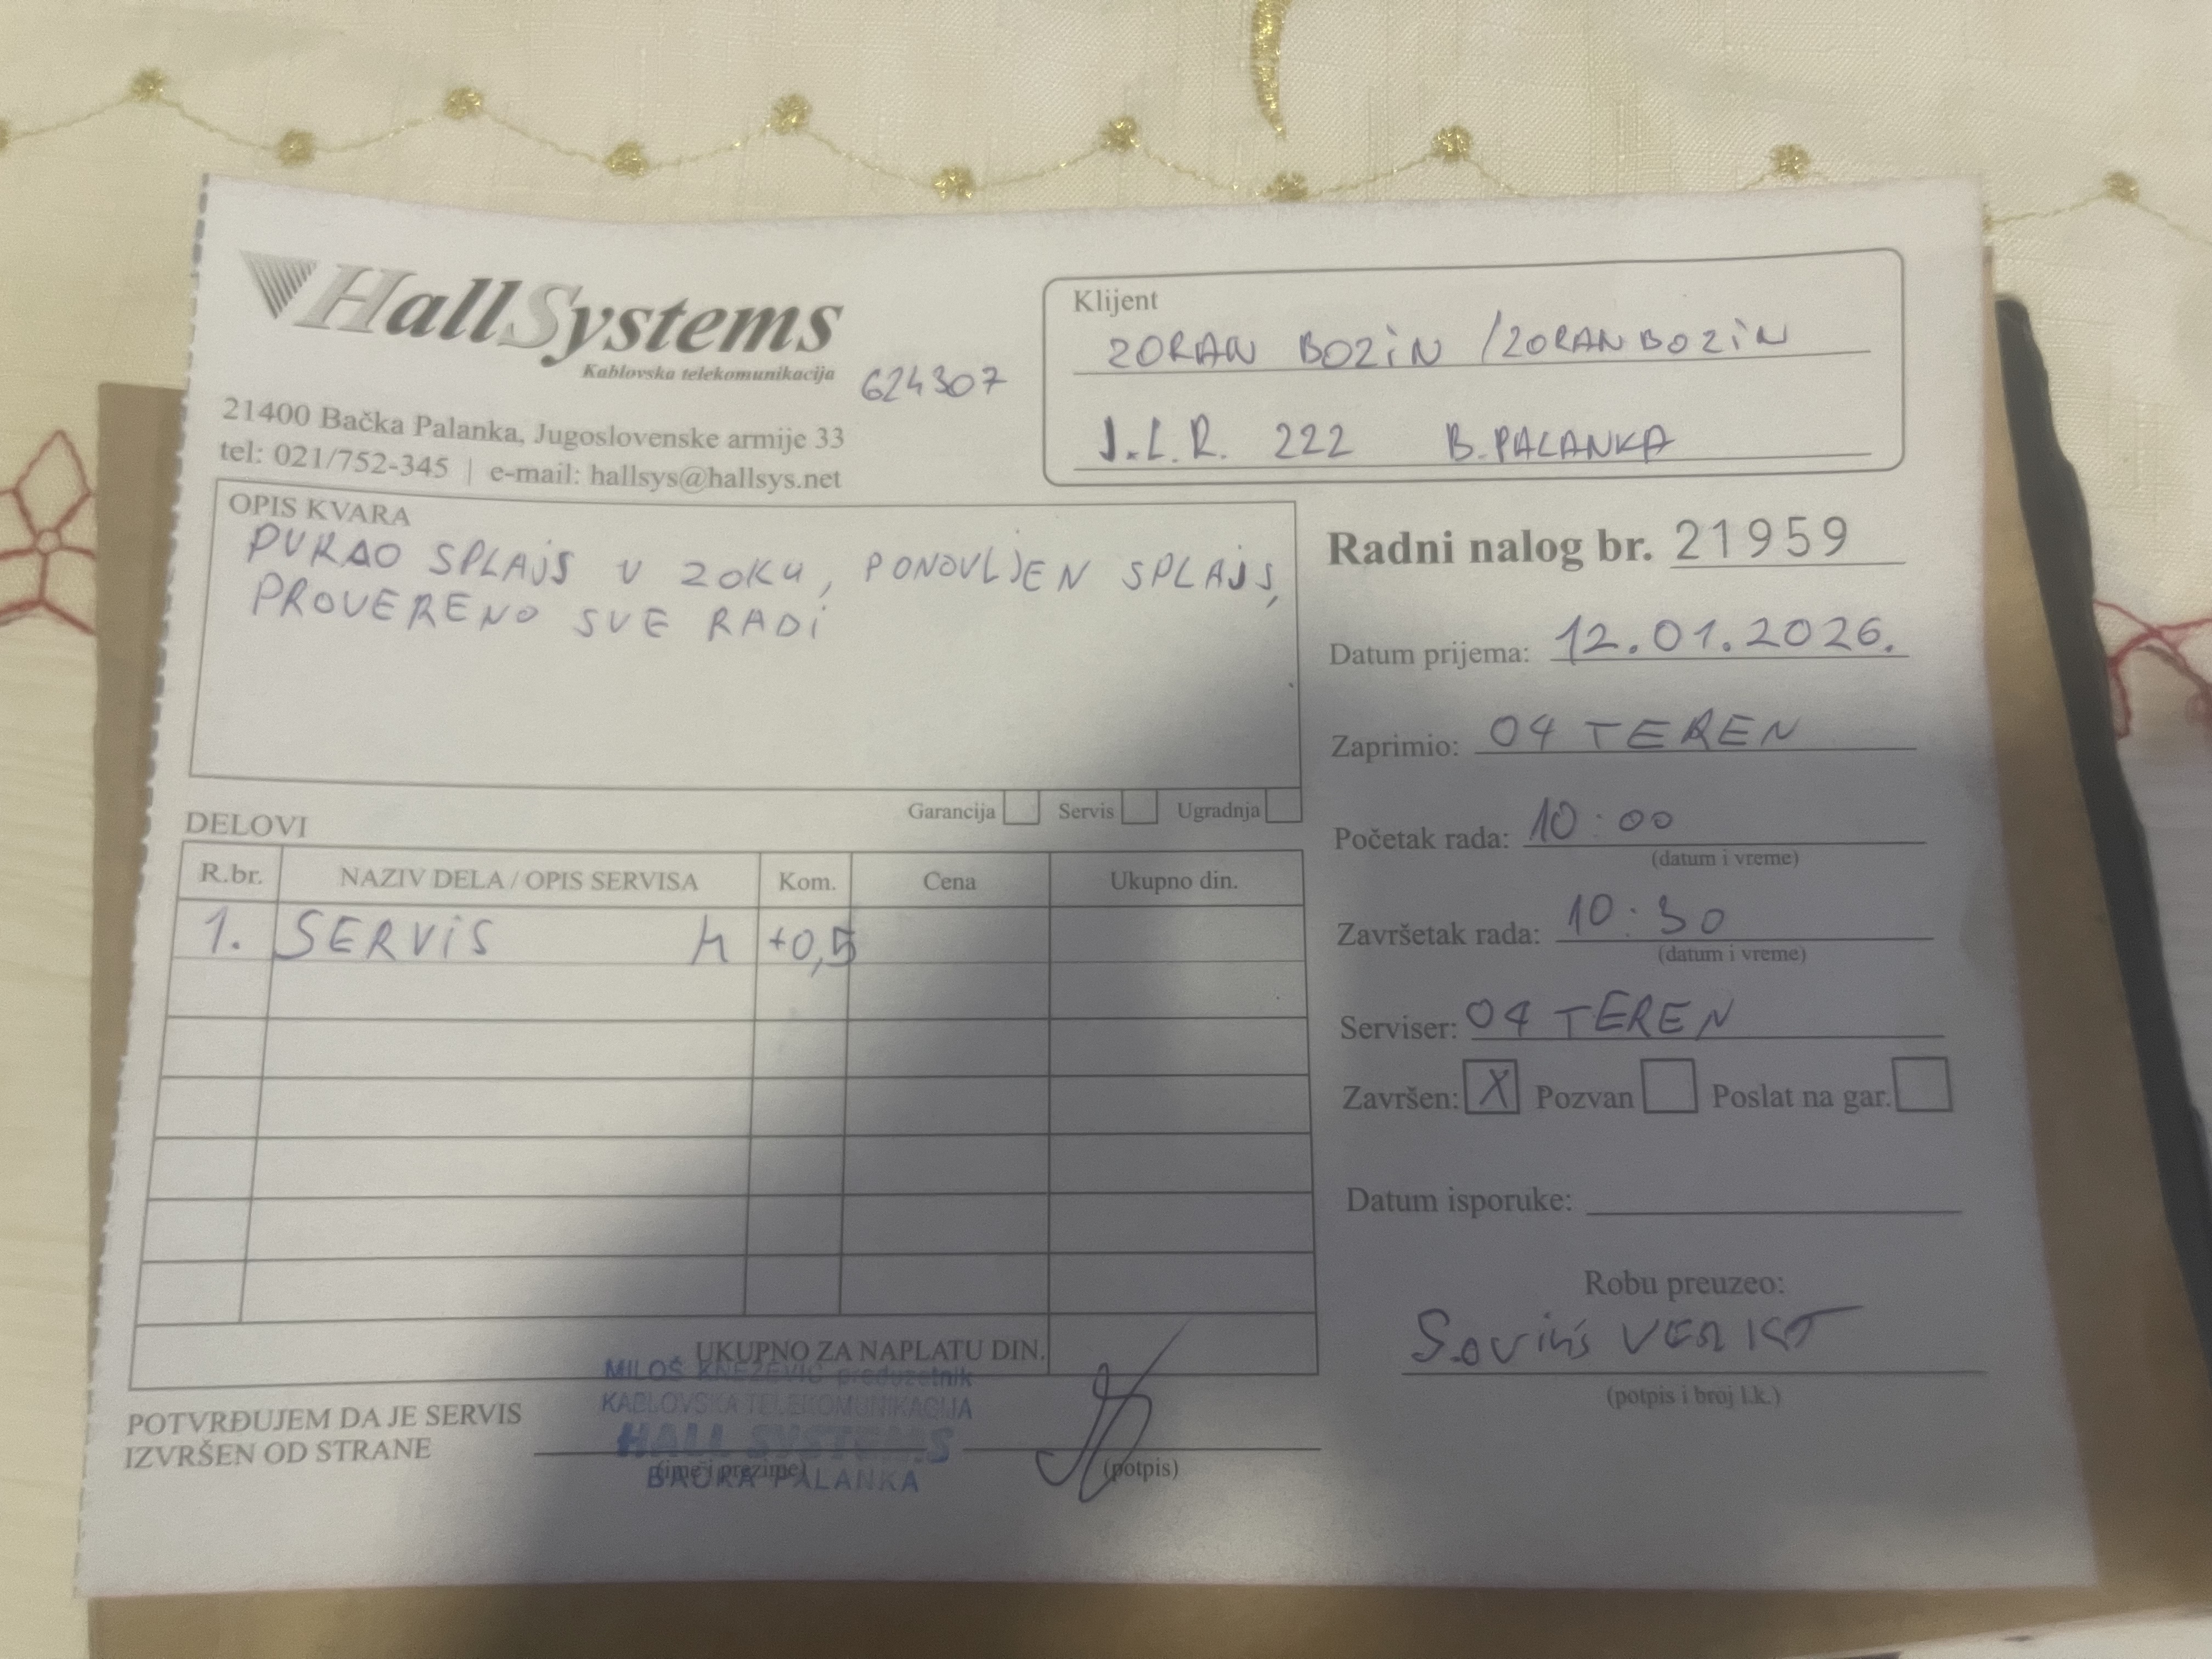 HallSystems
Kablovska telekomunikacija
624307
21400 Bačka Palanka, Jugoslovenske armije 33
tel: 021/752-345 | e-mail: hallsys@hallsys.net
Klijent
ZORAN BOZIN /ZORANBOZIN
J.L.R. 222 B.PALANKA
OPIS KVARA
PUKAO SPLAJS U ZOKU, PONOVLJEN SPLAJS,
PROVERENO SVE RADI
Garancija Servis Ugradnja
DELOVI
R.br. NAZIV DELA / OPIS SERVISA Kom. Cena Ukupno din.
1. SERVIS h +0,5
UKUPNO ZA NAPLATU DIN.
POTVRĐUJEM DA JE SERVIS
IZVRŠEN OD STRANE
(ime i prezime)
(potpis)
MILOŠ KNEŽEVIĆ preduzetnik
KABLOVSKA TELEKOMUNIKACIJA
HALL SYSTEMS
BAČKA PALANKA
Radni nalog br. 21959
Datum prijema: 12.01.2026.
Zaprimio: 04 TEREN
Početak rada: 10:00
(datum i vreme)
Završetak rada: 10:30
(datum i vreme)
Serviser: 04 TEREN
Završen: X Pozvan Poslat na gar.
Datum isporuke:
Robu preuzeo:
(potpis i broj l.k.)